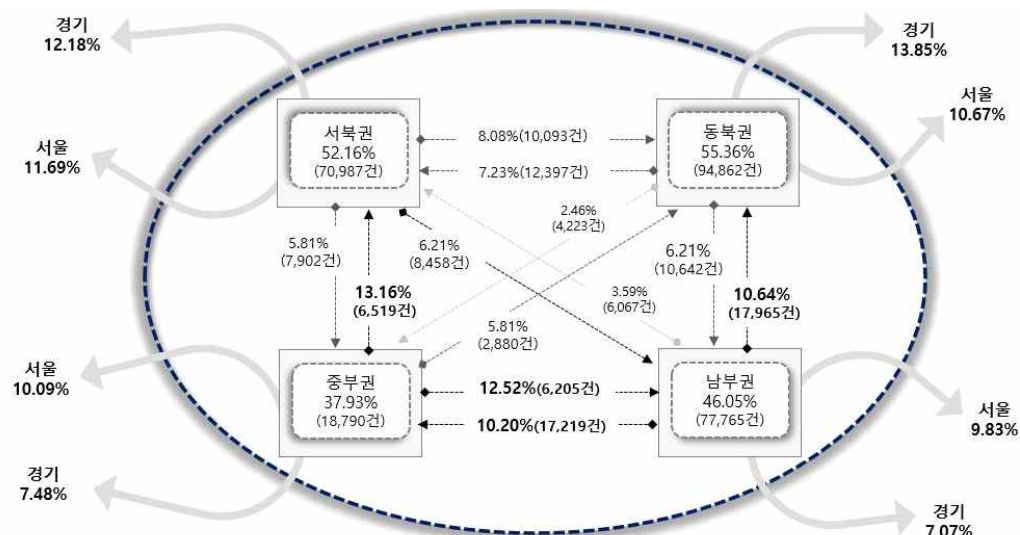 경기
12.18%
경기
13.85%
서울
11.69%
서울
10.67%
서북권
52.16%
(70,987건)
8.08%(10,093건)
7.23%(12,397건)
동북권
55.36%
(94,862건)
5.81%
(7,902건)
13.16%
(6,519건)
6.21%
(8,458건)
2.46%
(4,223건)
5.81%
(2,880건)
3.59%
(6,067건)
6.21%
(10,642건)
10.64%
(17,965건)
서울
10.09%
중부권
37.93%
(18,790건)
12.52%(6,205건)
10.20%(17,219건)
남부권
46.05%
(77,765건)
서울
9.83%
경기
7.48%
경기
7.07%